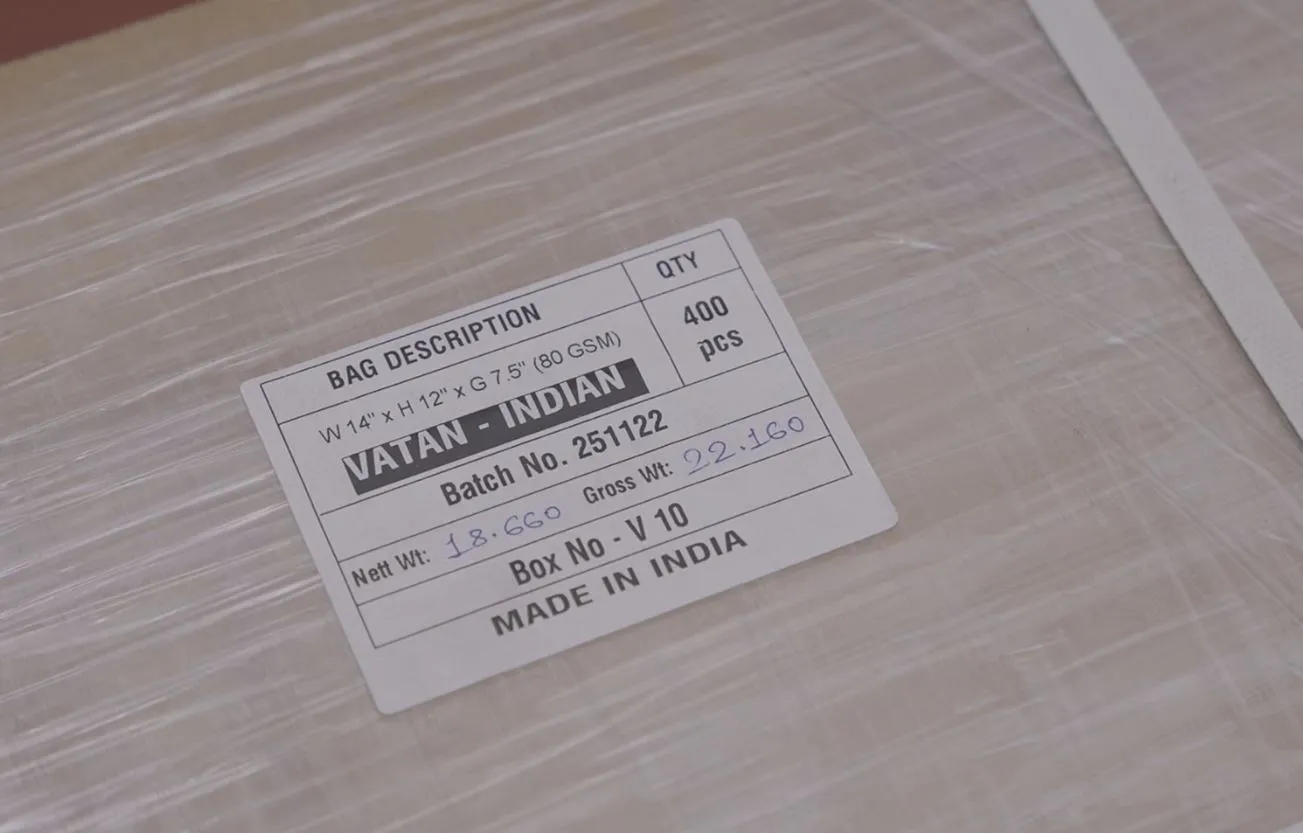 BAG DESCRIPTION QTY
W 14" x H 12" x G 7.5" (80 GSM) 400
VATAN - INDIAN pcs
Batch No. 251122
Nett Wt: 18.660 Gross Wt: 22.160
Box No - V 10
MADE IN INDIA